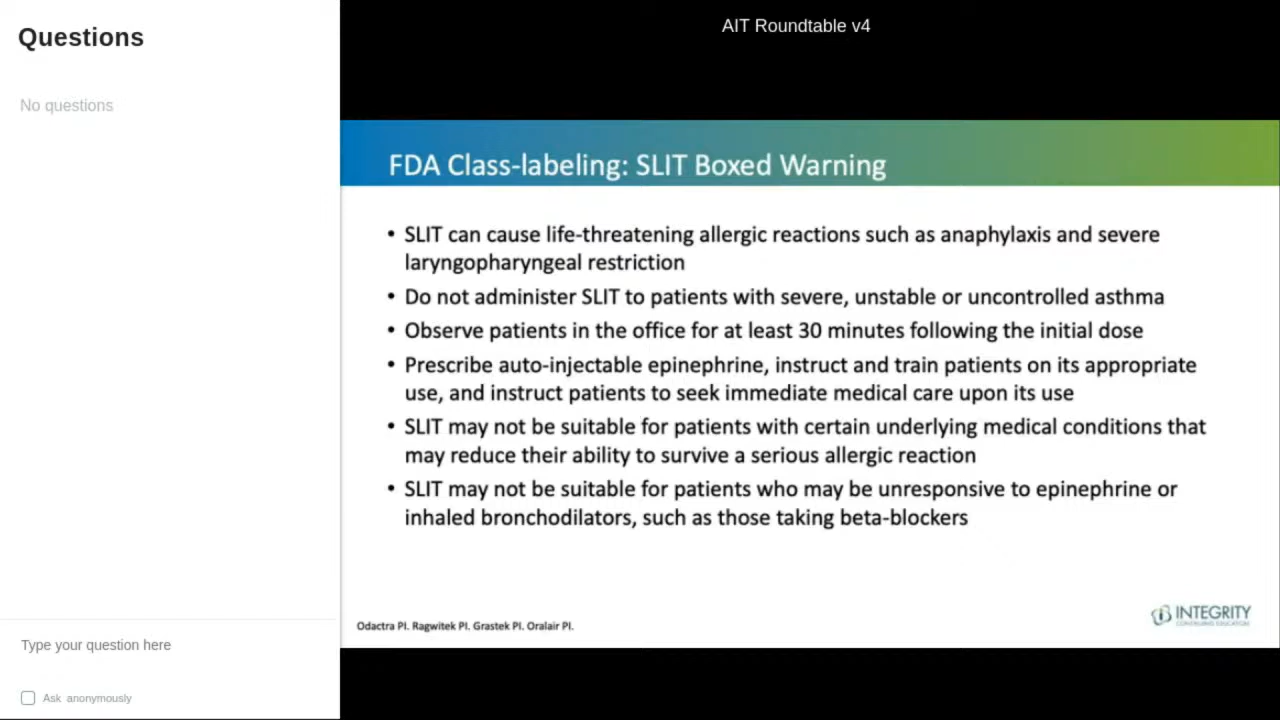 Questions
No questions
Type your question here
Ask anonymously
AIT Roundtable v4
FDA Class-labeling: SLIT Boxed Warning
• SLIT can cause life-threatening allergic reactions such as anaphylaxis and severe
laryngopharyngeal restriction
• Do not administer SLIT to patients with severe, unstable or uncontrolled asthma
• Observe patients in the office for at least 30 minutes following the initial dose
• Prescribe auto-injectable epinephrine, instruct and train patients on its appropriate
use, and instruct patients to seek immediate medical care upon its use
• SLIT may not be suitable for patients with certain underlying medical conditions that
may reduce their ability to survive a serious allergic reaction
• SLIT may not be suitable for patients who may be unresponsive to epinephrine or
inhaled bronchodilators, such as those taking beta-blockers
Odactra PI. Ragwitek PI. Grastek PI. Oralair PI.
INTEGRITY
CONTINUING EDUCATION